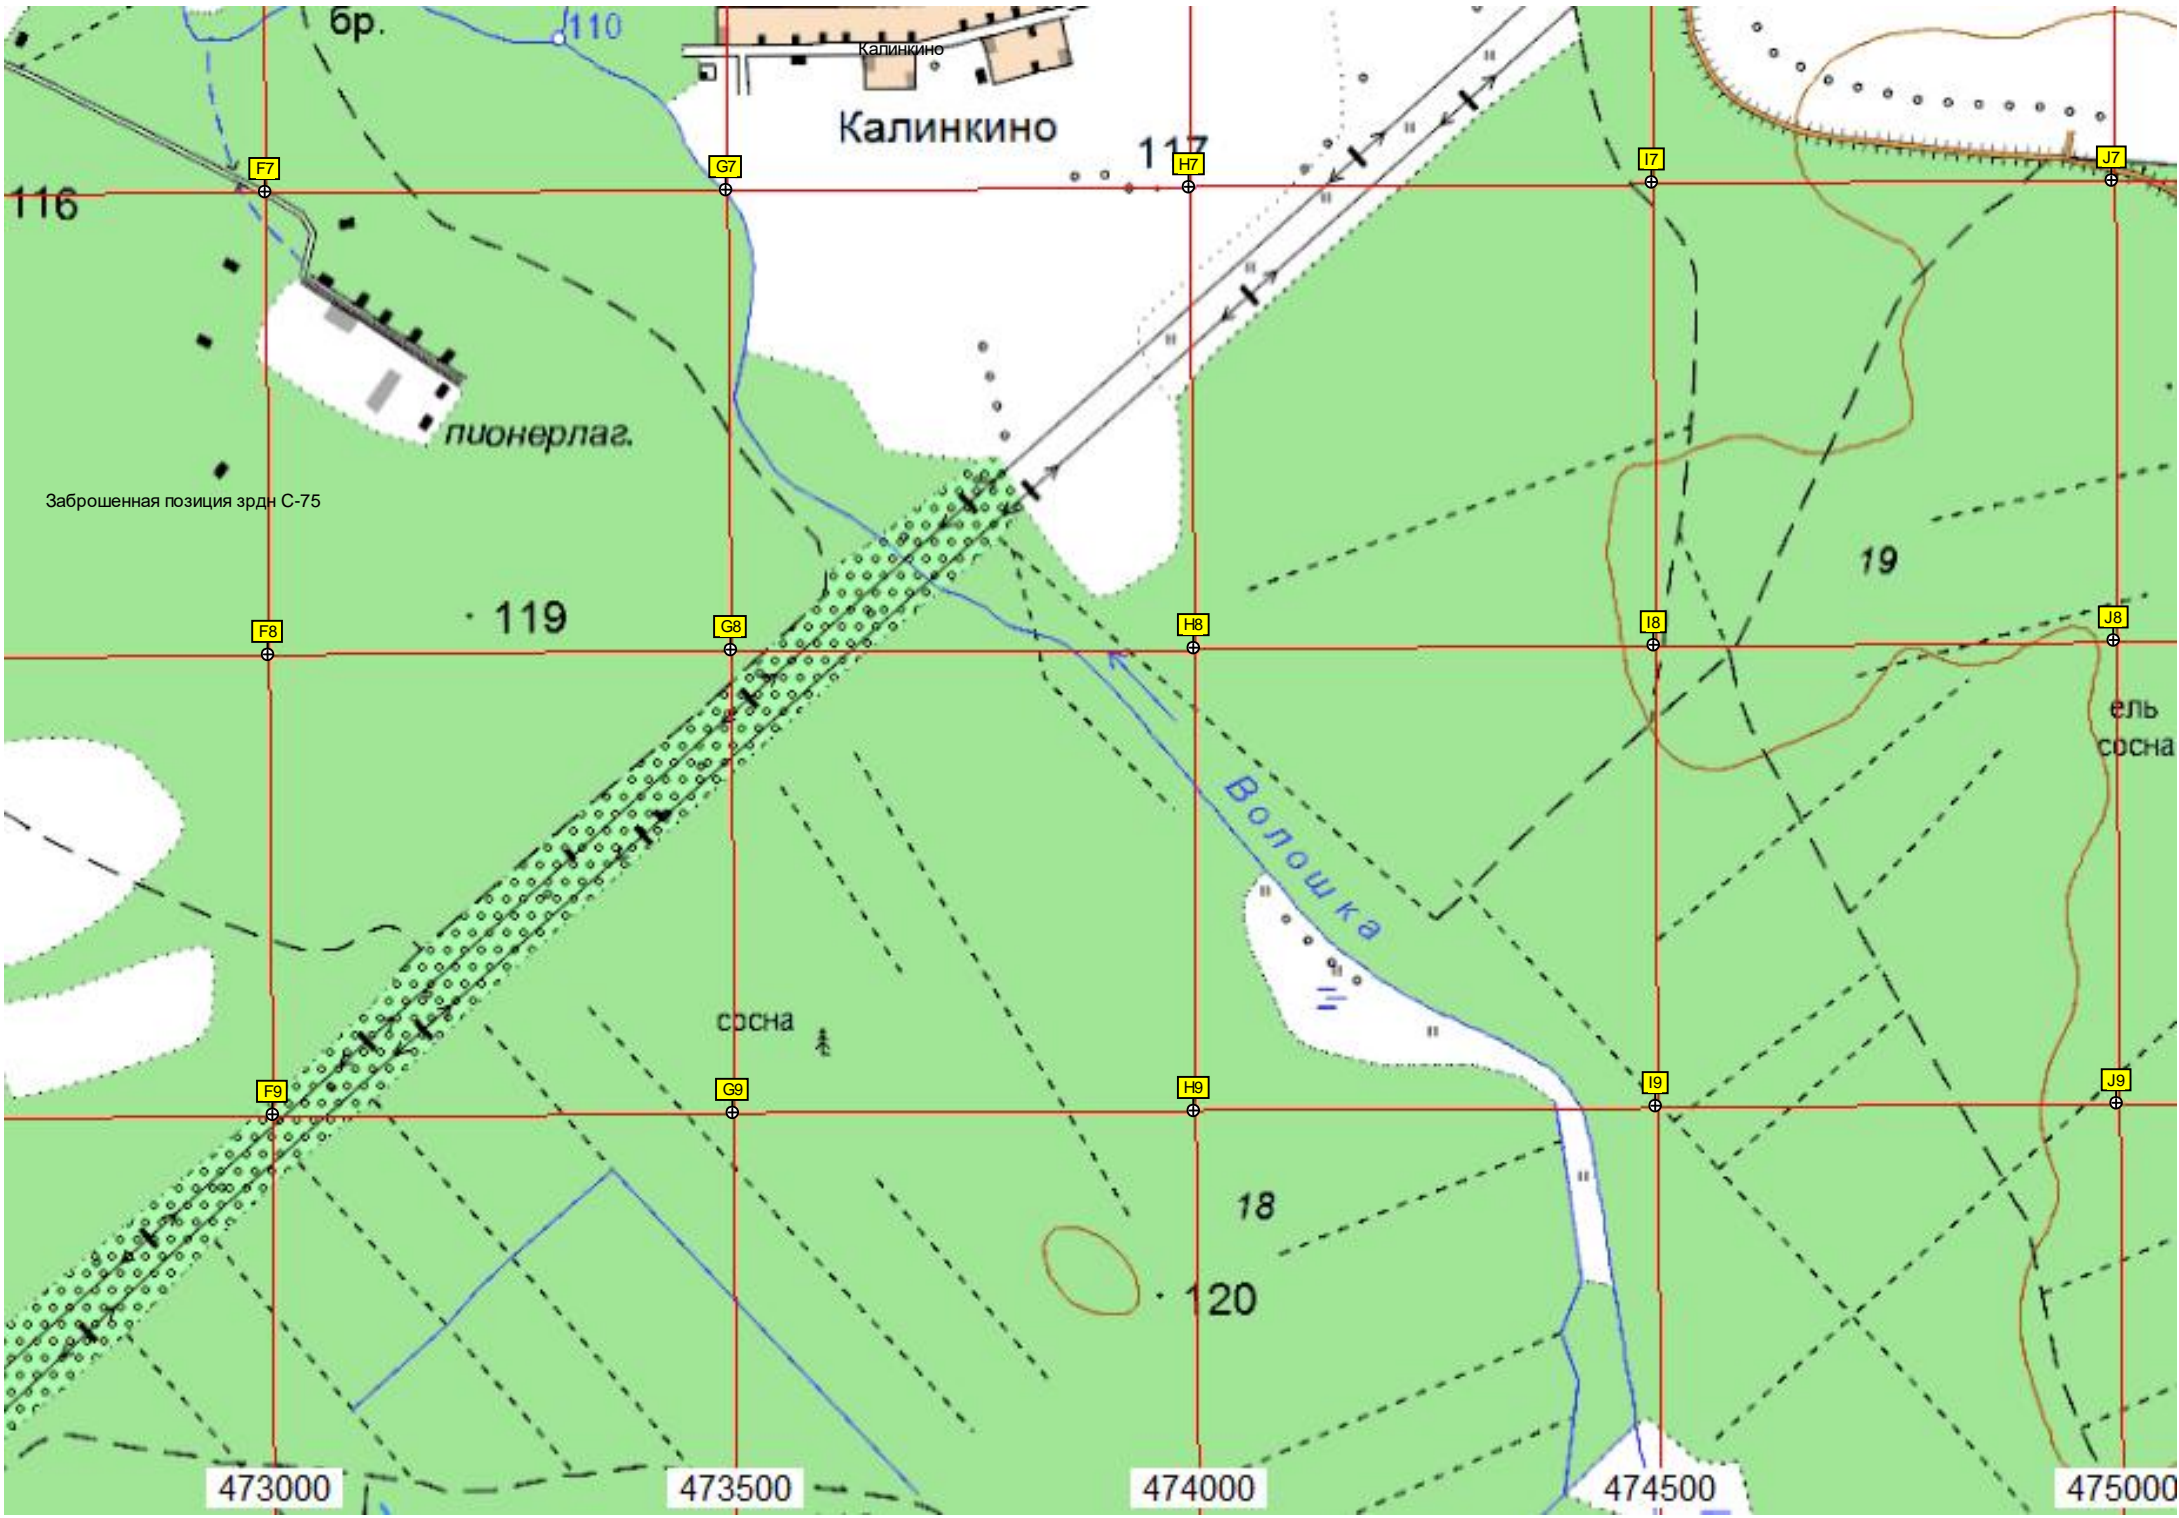 бр.
110
Калинкино
Калинкино
117
F7
G7
H7
I7
J7
116
пионерлаг.
Заброшенная позиция зрдн С-75
19
119
F8
G8
H8
I8
J8
ель
сосна
Волошка
сосна
F9
G9
H9
I9
J9
18
120
473000
473500
474000
474500
475000